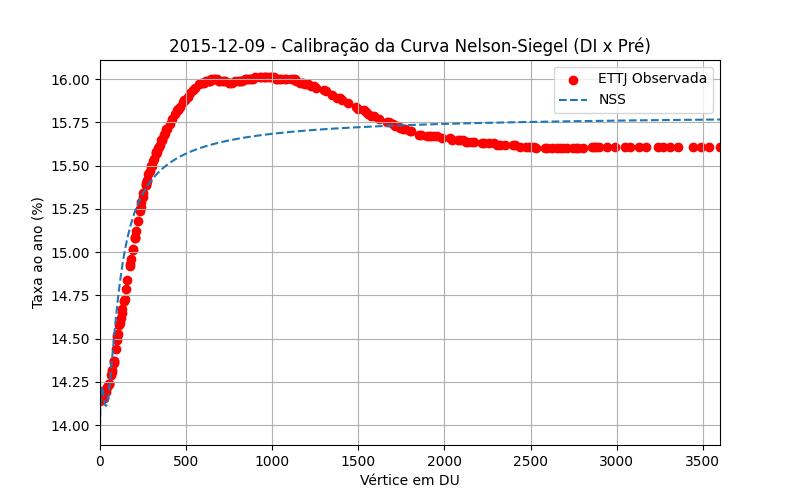 2015-12-09 - Calibração da Curva Nelson-Siegel (DI x Pré)
ETTJ Observada
NSS
Taxa ao ano (%)
16.00
15.75
15.50
15.25
15.00
14.75
14.50
14.25
14.00
0 500 1000 1500 2000 2500 3000 3500
Vértice em DU